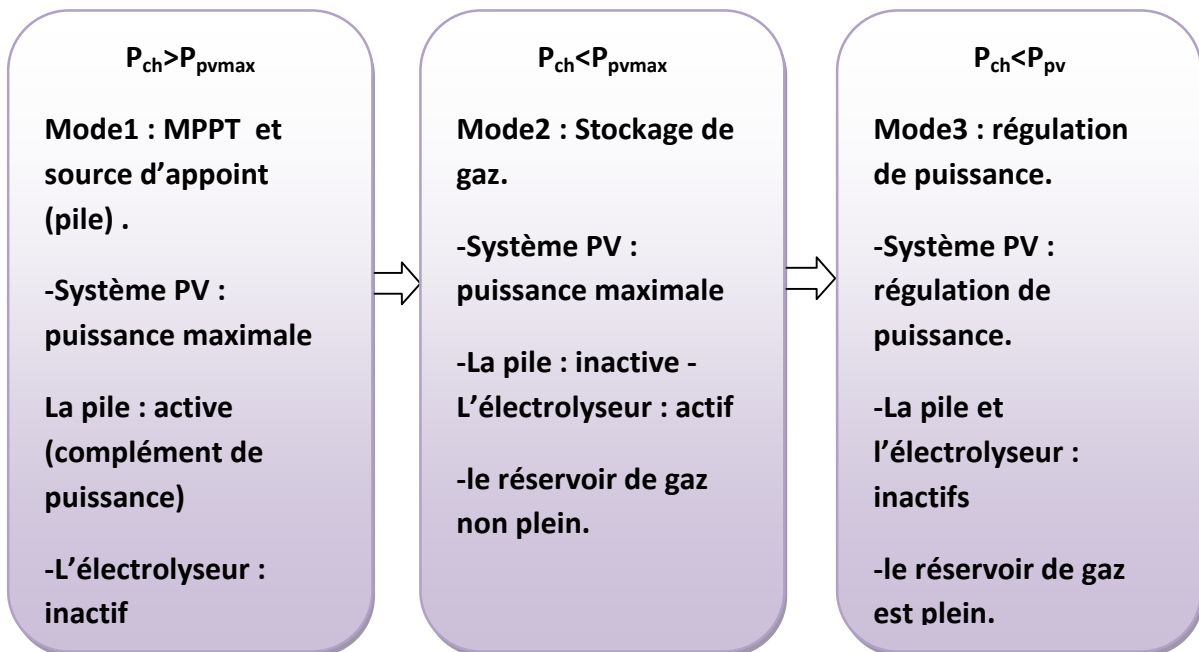 Pch>Ppvmax
Mode1 : MPPT et
source d’appoint
(pile) .
-Système PV :
puissance maximale
La pile : active
(complément de
puissance)
-L’électrolyseur :
inactif
Pch<Ppvmax
Mode2 : Stockage de
gaz.
-Système PV :
puissance maximale
-La pile : inactive -
L’électrolyseur : actif
-le réservoir de gaz
non plein.
Pch<Ppv
Mode3 : régulation
de puissance.
-Système PV :
régulation de
puissance.
-La pile et
l’électrolyseur :
inactifs
-le réservoir de gaz
est plein.